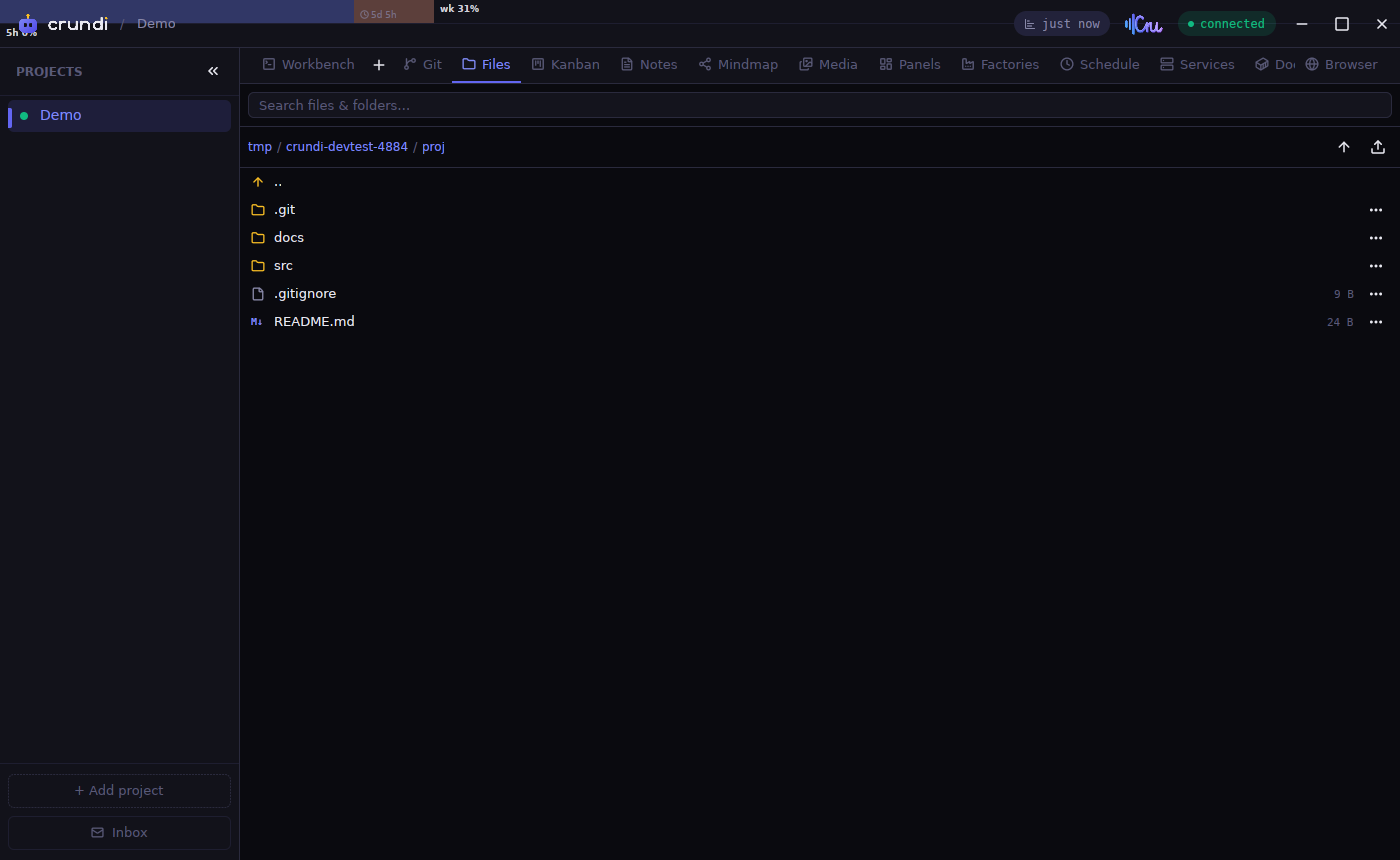 5d 5h
wk 31%
crundi / Demo
just now
Cru
connected
PROJECTS
Workbench
Git
Files
Kanban
Notes
Mindmap
Media
Panels
Factories
Schedule
Services
Doc
Browser
Demo
Search files & folders...
tmp / crundi-devtest-4884 / proj
..
.git
docs
src
.gitignore 9 B
M↓ README.md 24 B
+ Add project
Inbox